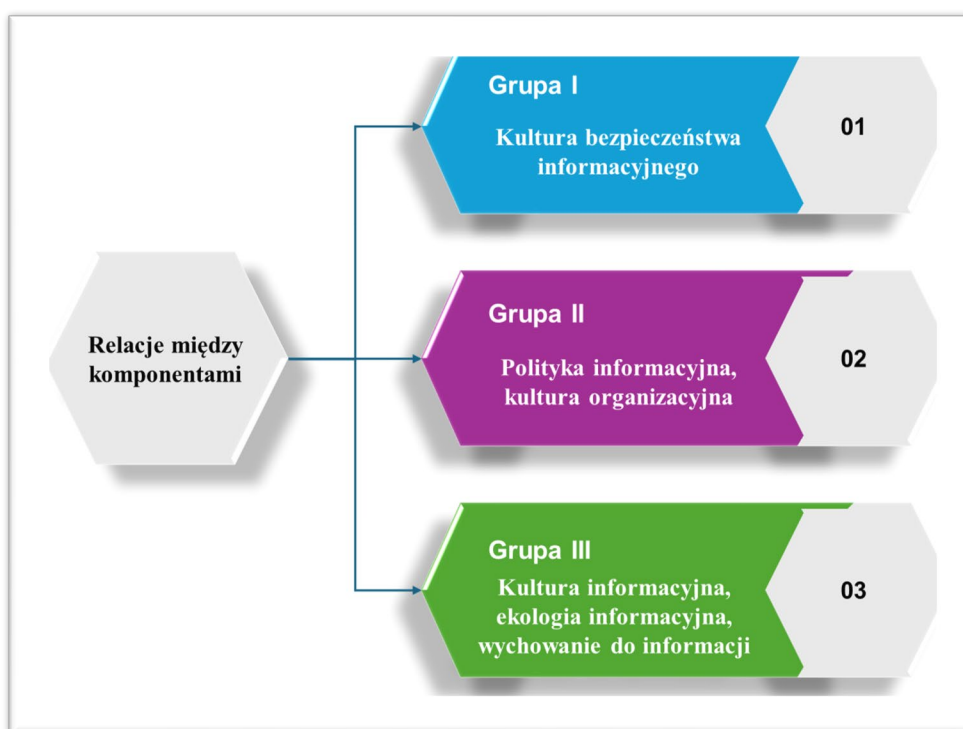 Relacje między
komponentami
Grupa I
Kultura bezpieczeństwa
informacyjnego
01
Grupa II
Polityka informacyjna,
kultura organizacyjna
02
Grupa III
Kultura informacyjna,
ekologia informacyjna,
wychowanie do informacji
03